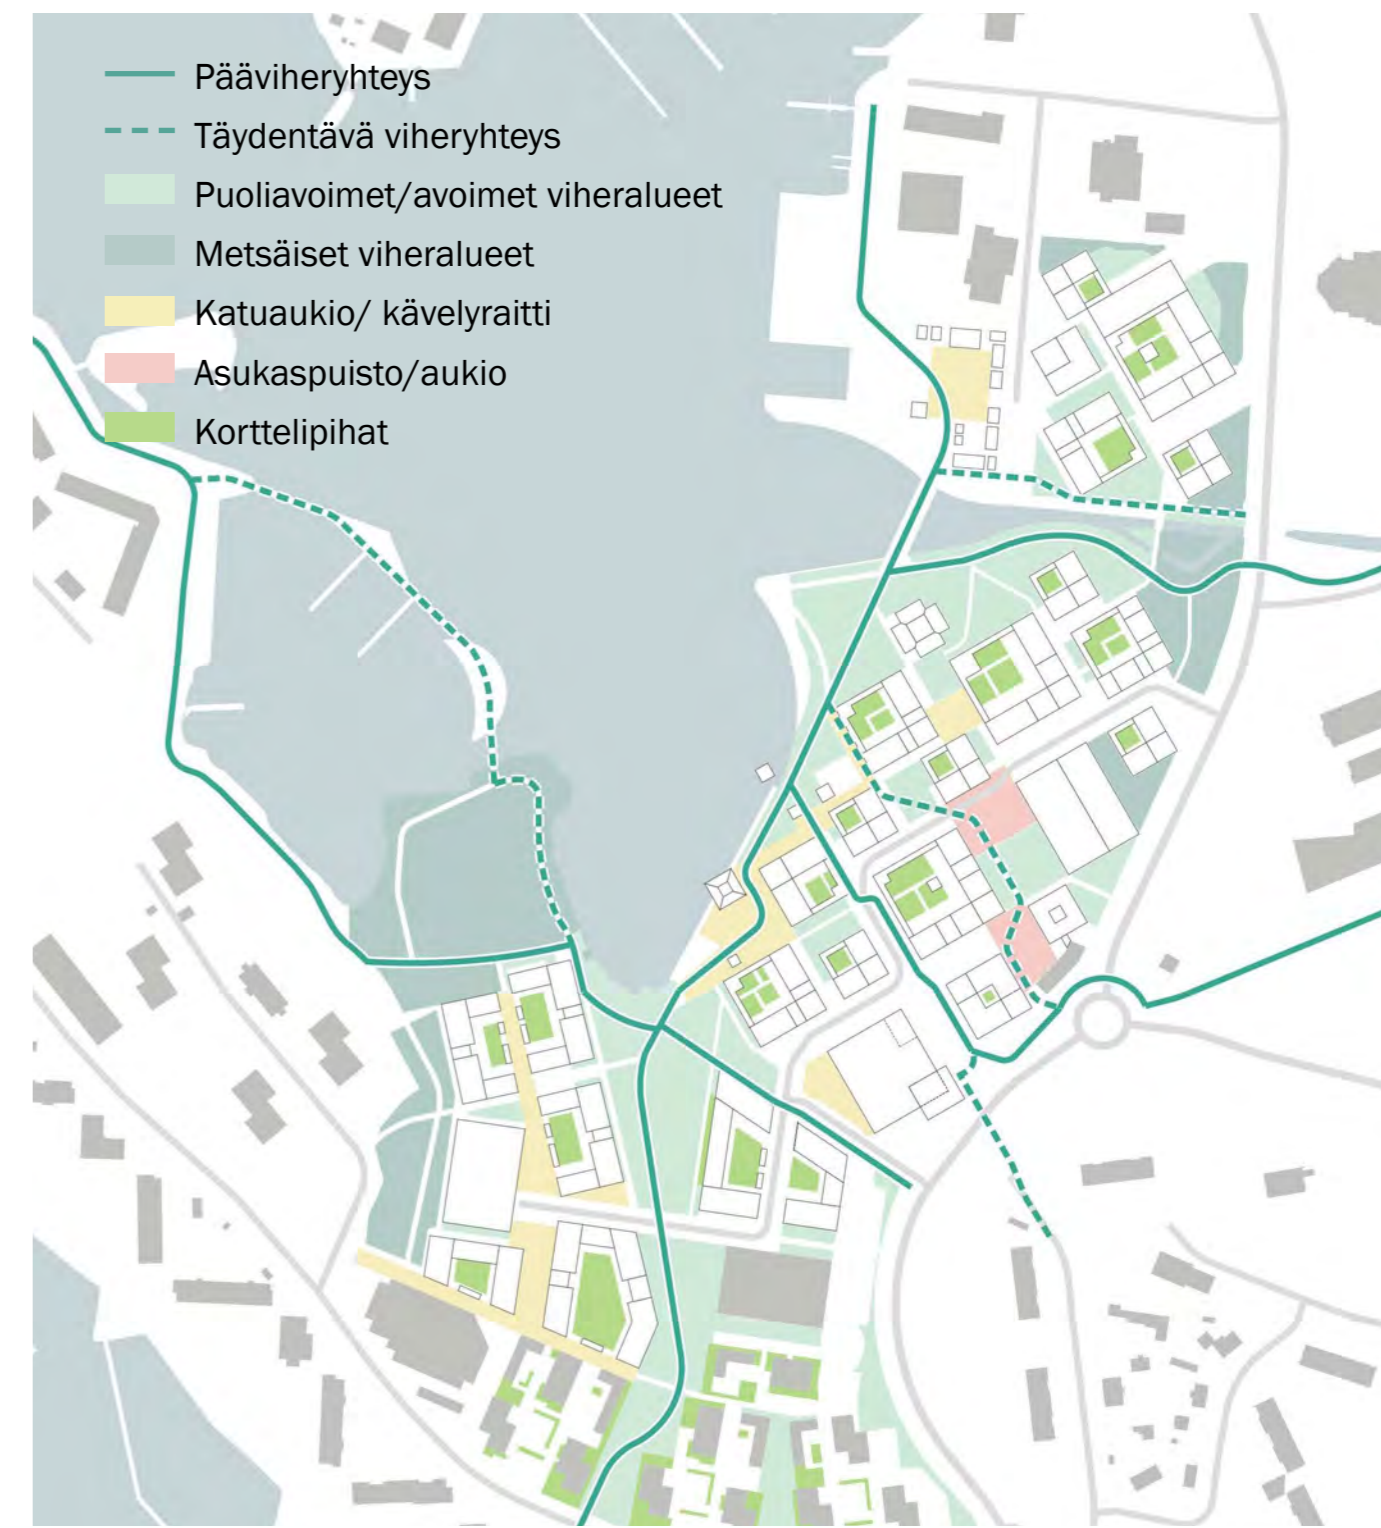 Pääviheryhteys
Täydentävä viheryhteys
Puoliavoimet/avoimet viheralueet
Metsäiset viheralueet
Katuaukio/ kävelyraitti
Asukaspuisto/aukio
Korttelipihat